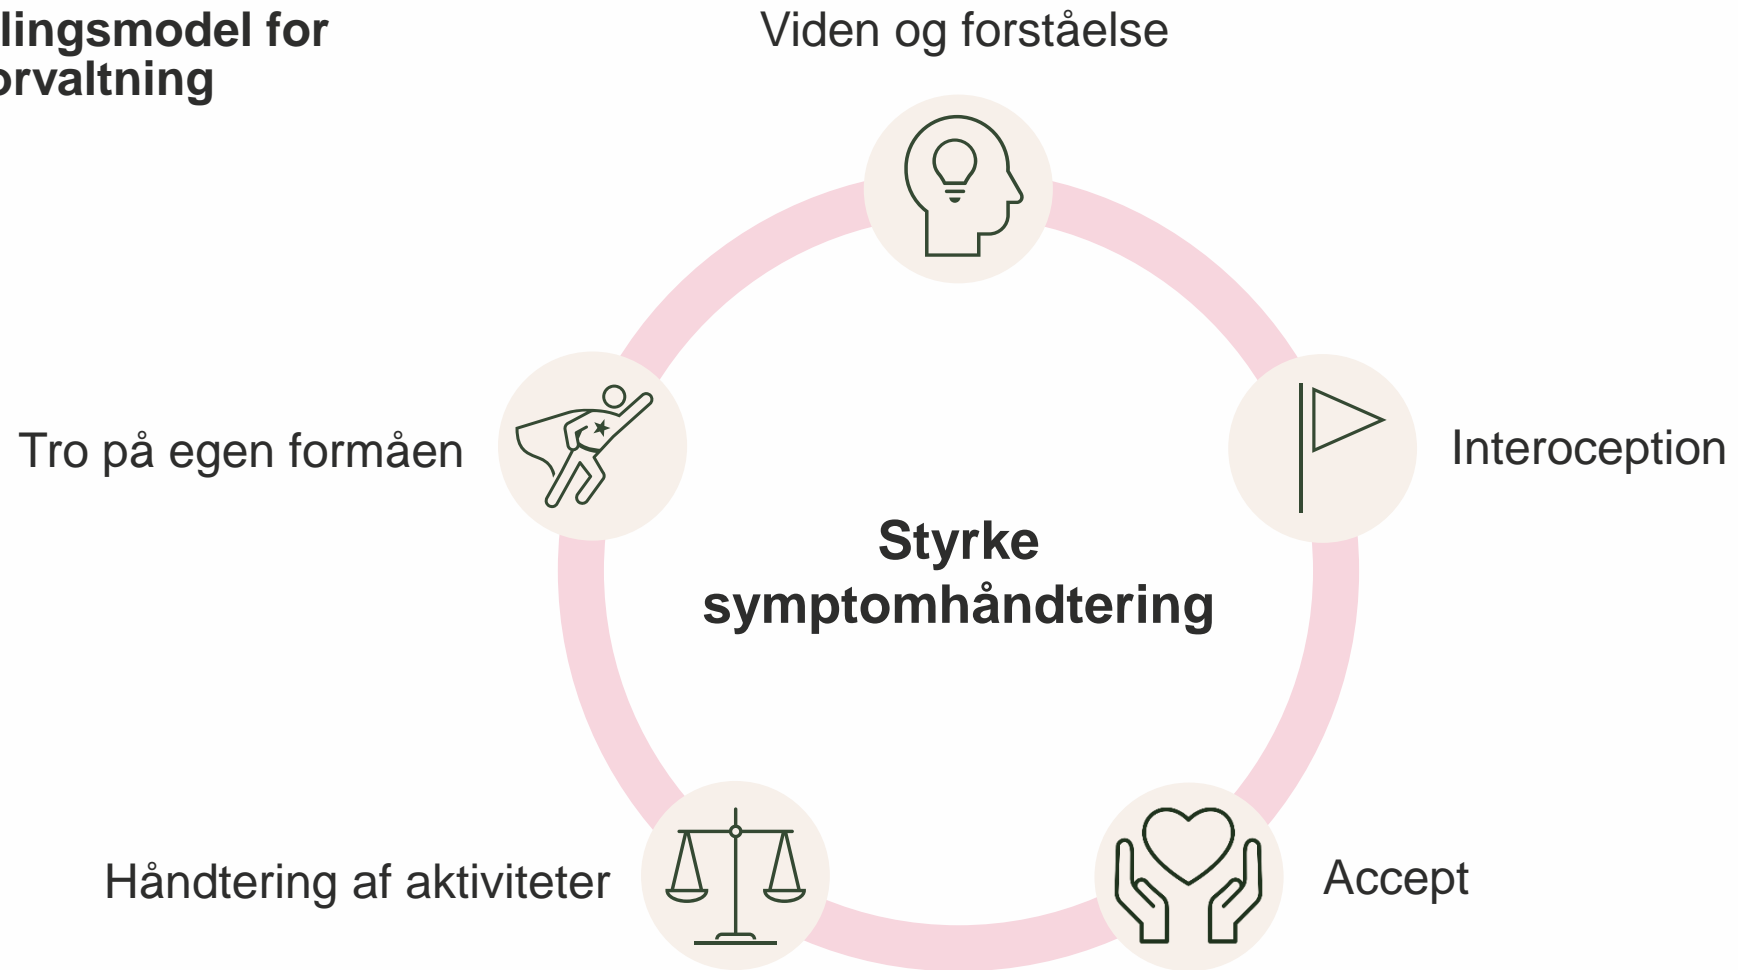 lingsmodel for
orvaltning
Viden og forståelse
Tro på egen formåen
Interoception
Styrke
symptomhåndtering
Håndtering af aktiviteter
Accept